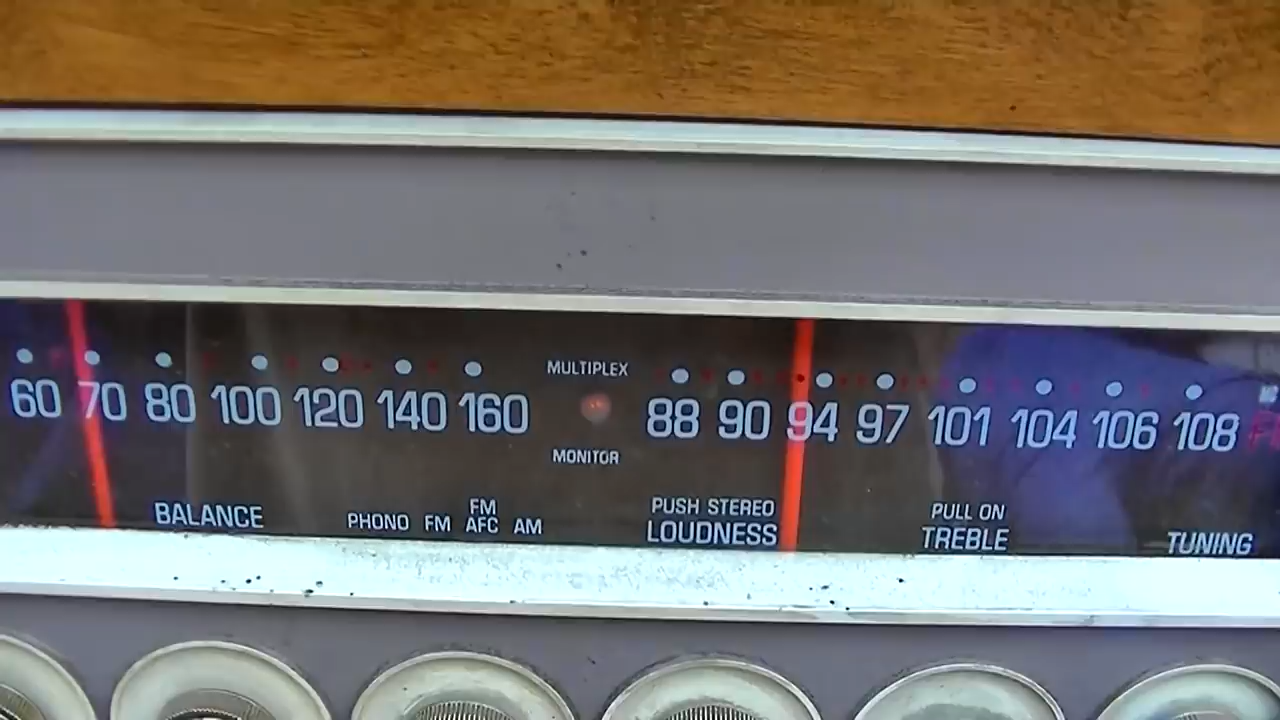 MULTIPLEX
60 70 80 100 120 140 160 88 90 94 97 101 104 106 108
MONITOR
BALANCE PHONO FM FM AFC AM PUSH STEREO LOUDNESS PULL ON TREBLE TUNING